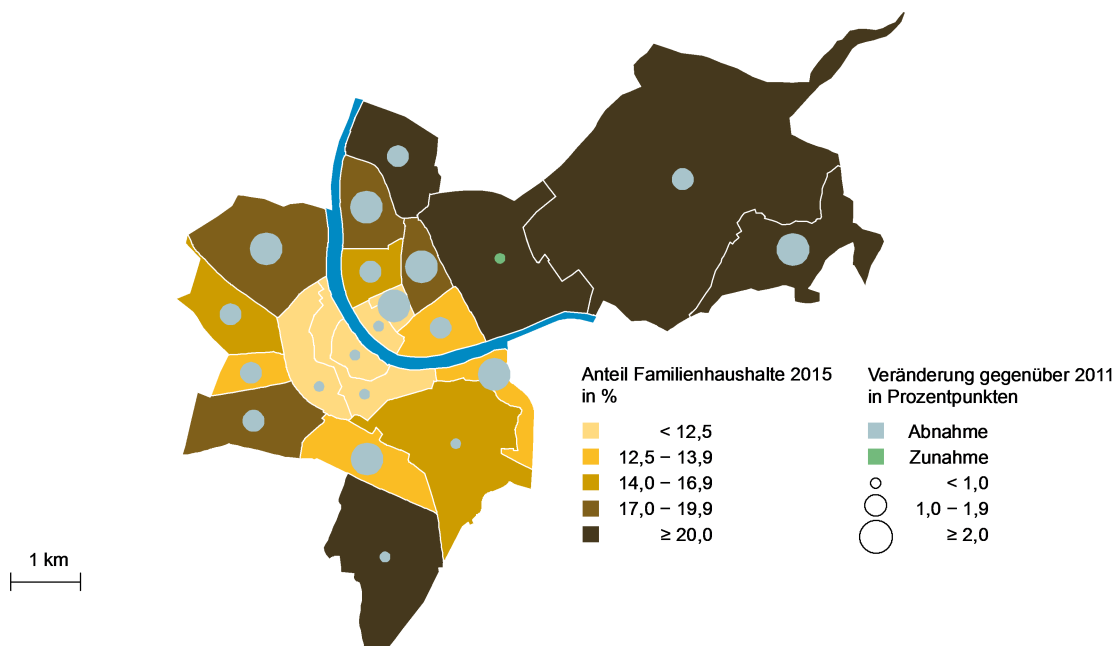 Anteil Familienhaushalte 2015
in %
< 12,5
12,5 – 13,9
14,0 – 16,9
17,0 – 19,9
≥ 20,0
Veränderung gegenüber 2011
in Prozentpunkten
Abnahme
Zunahme
< 1,0
1,0 – 1,9
≥ 2,0
1 km